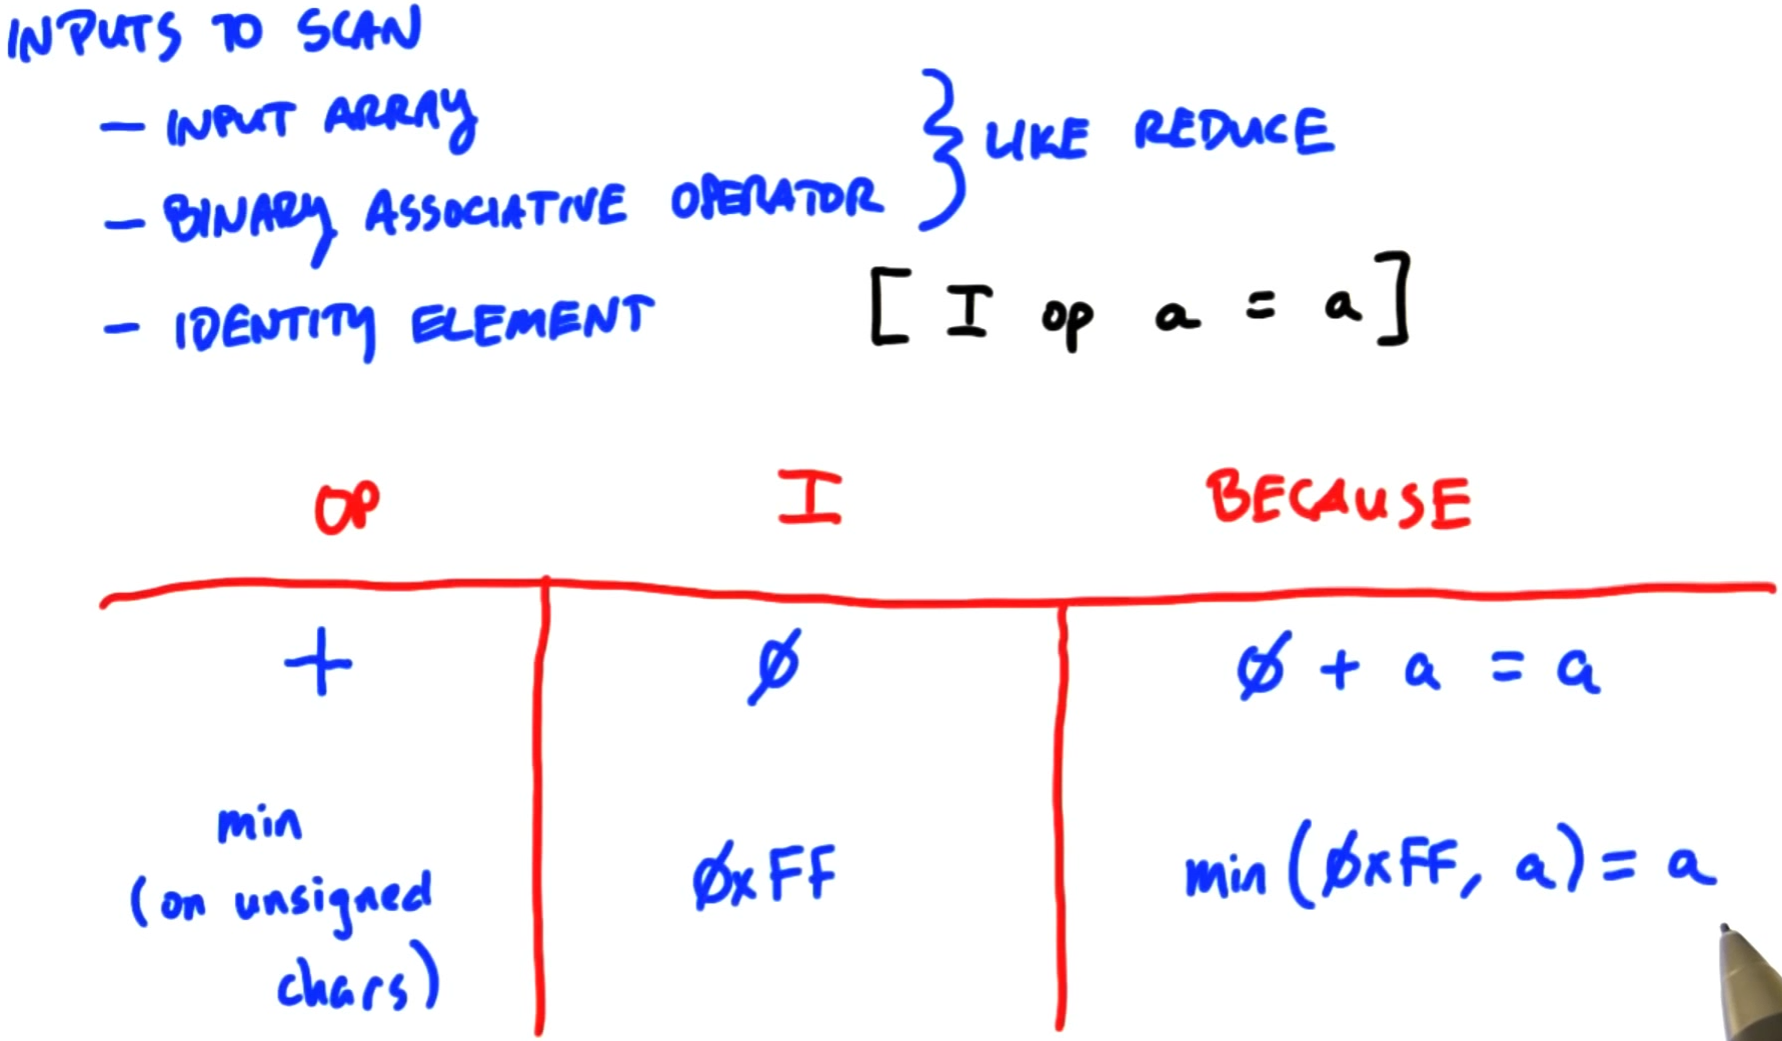 INPUTS TO SCAN
- INPUT ARRAY
- BINARY ASSOCIATIVE OPERATOR
} LIKE REDUCE
- IDENTITY ELEMENT [ I op a = a ]
OP I BECAUSE
+ Ø Ø + a = a
min
(on unsigned
chars)
ØxFF min (ØxFF, a) = a